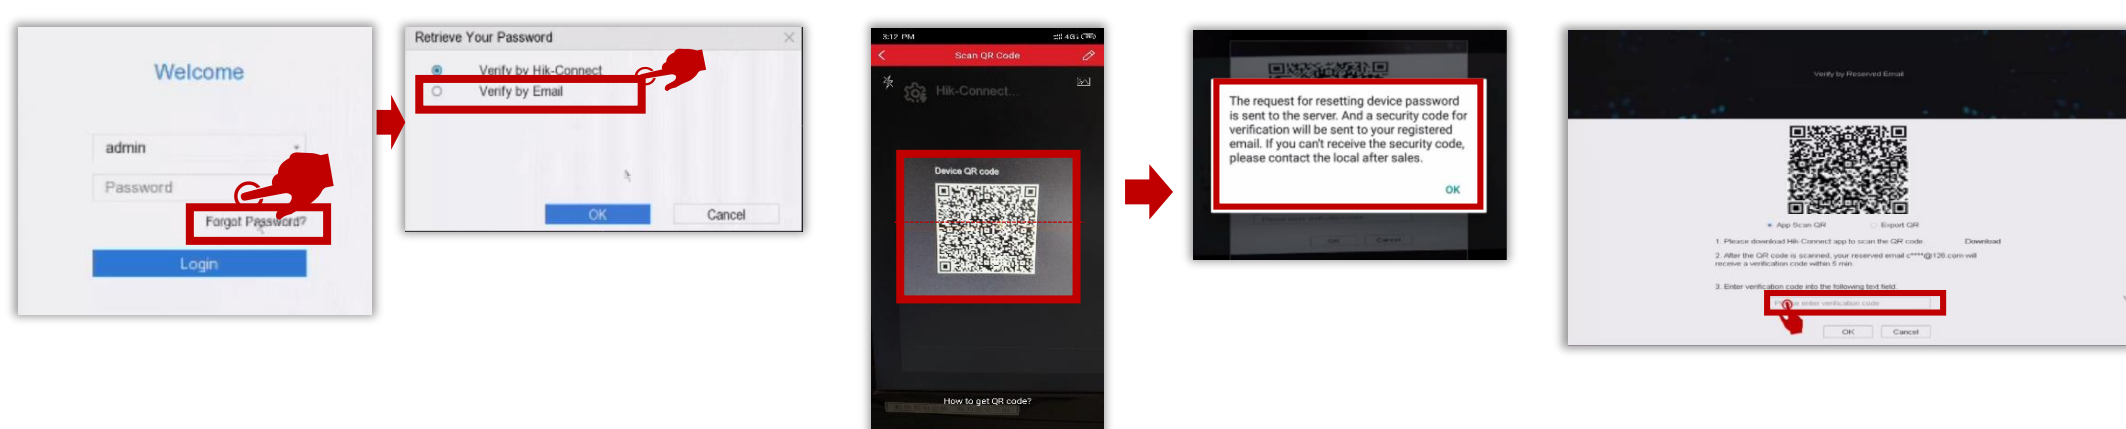 Welcome
admin
Password
Forgot Password?
Login
Retrieve Your Password
Verify by Hik-Connect
Verify by Email
OK
Cancel
3:12 PM
Scan QR Code
Hik-Connect...
Device QR code
How to get QR code?
The request for resetting device password
is sent to the server. And a security code for
verification will be sent to your registered
email. If you can't receive the security code,
please contact the local after sales.
OK
OK
Cancel
Verify by Reserved Email
App Scan QR
Export QR
1. Please download Hik-Connect app to scan the QR code.
Download
2. After the QR code is scanned, your reserved email c****@126.com will
receive a verification code within 5 min.
3. Enter verification code into the following text field.
Please enter verification code
OK
Cancel